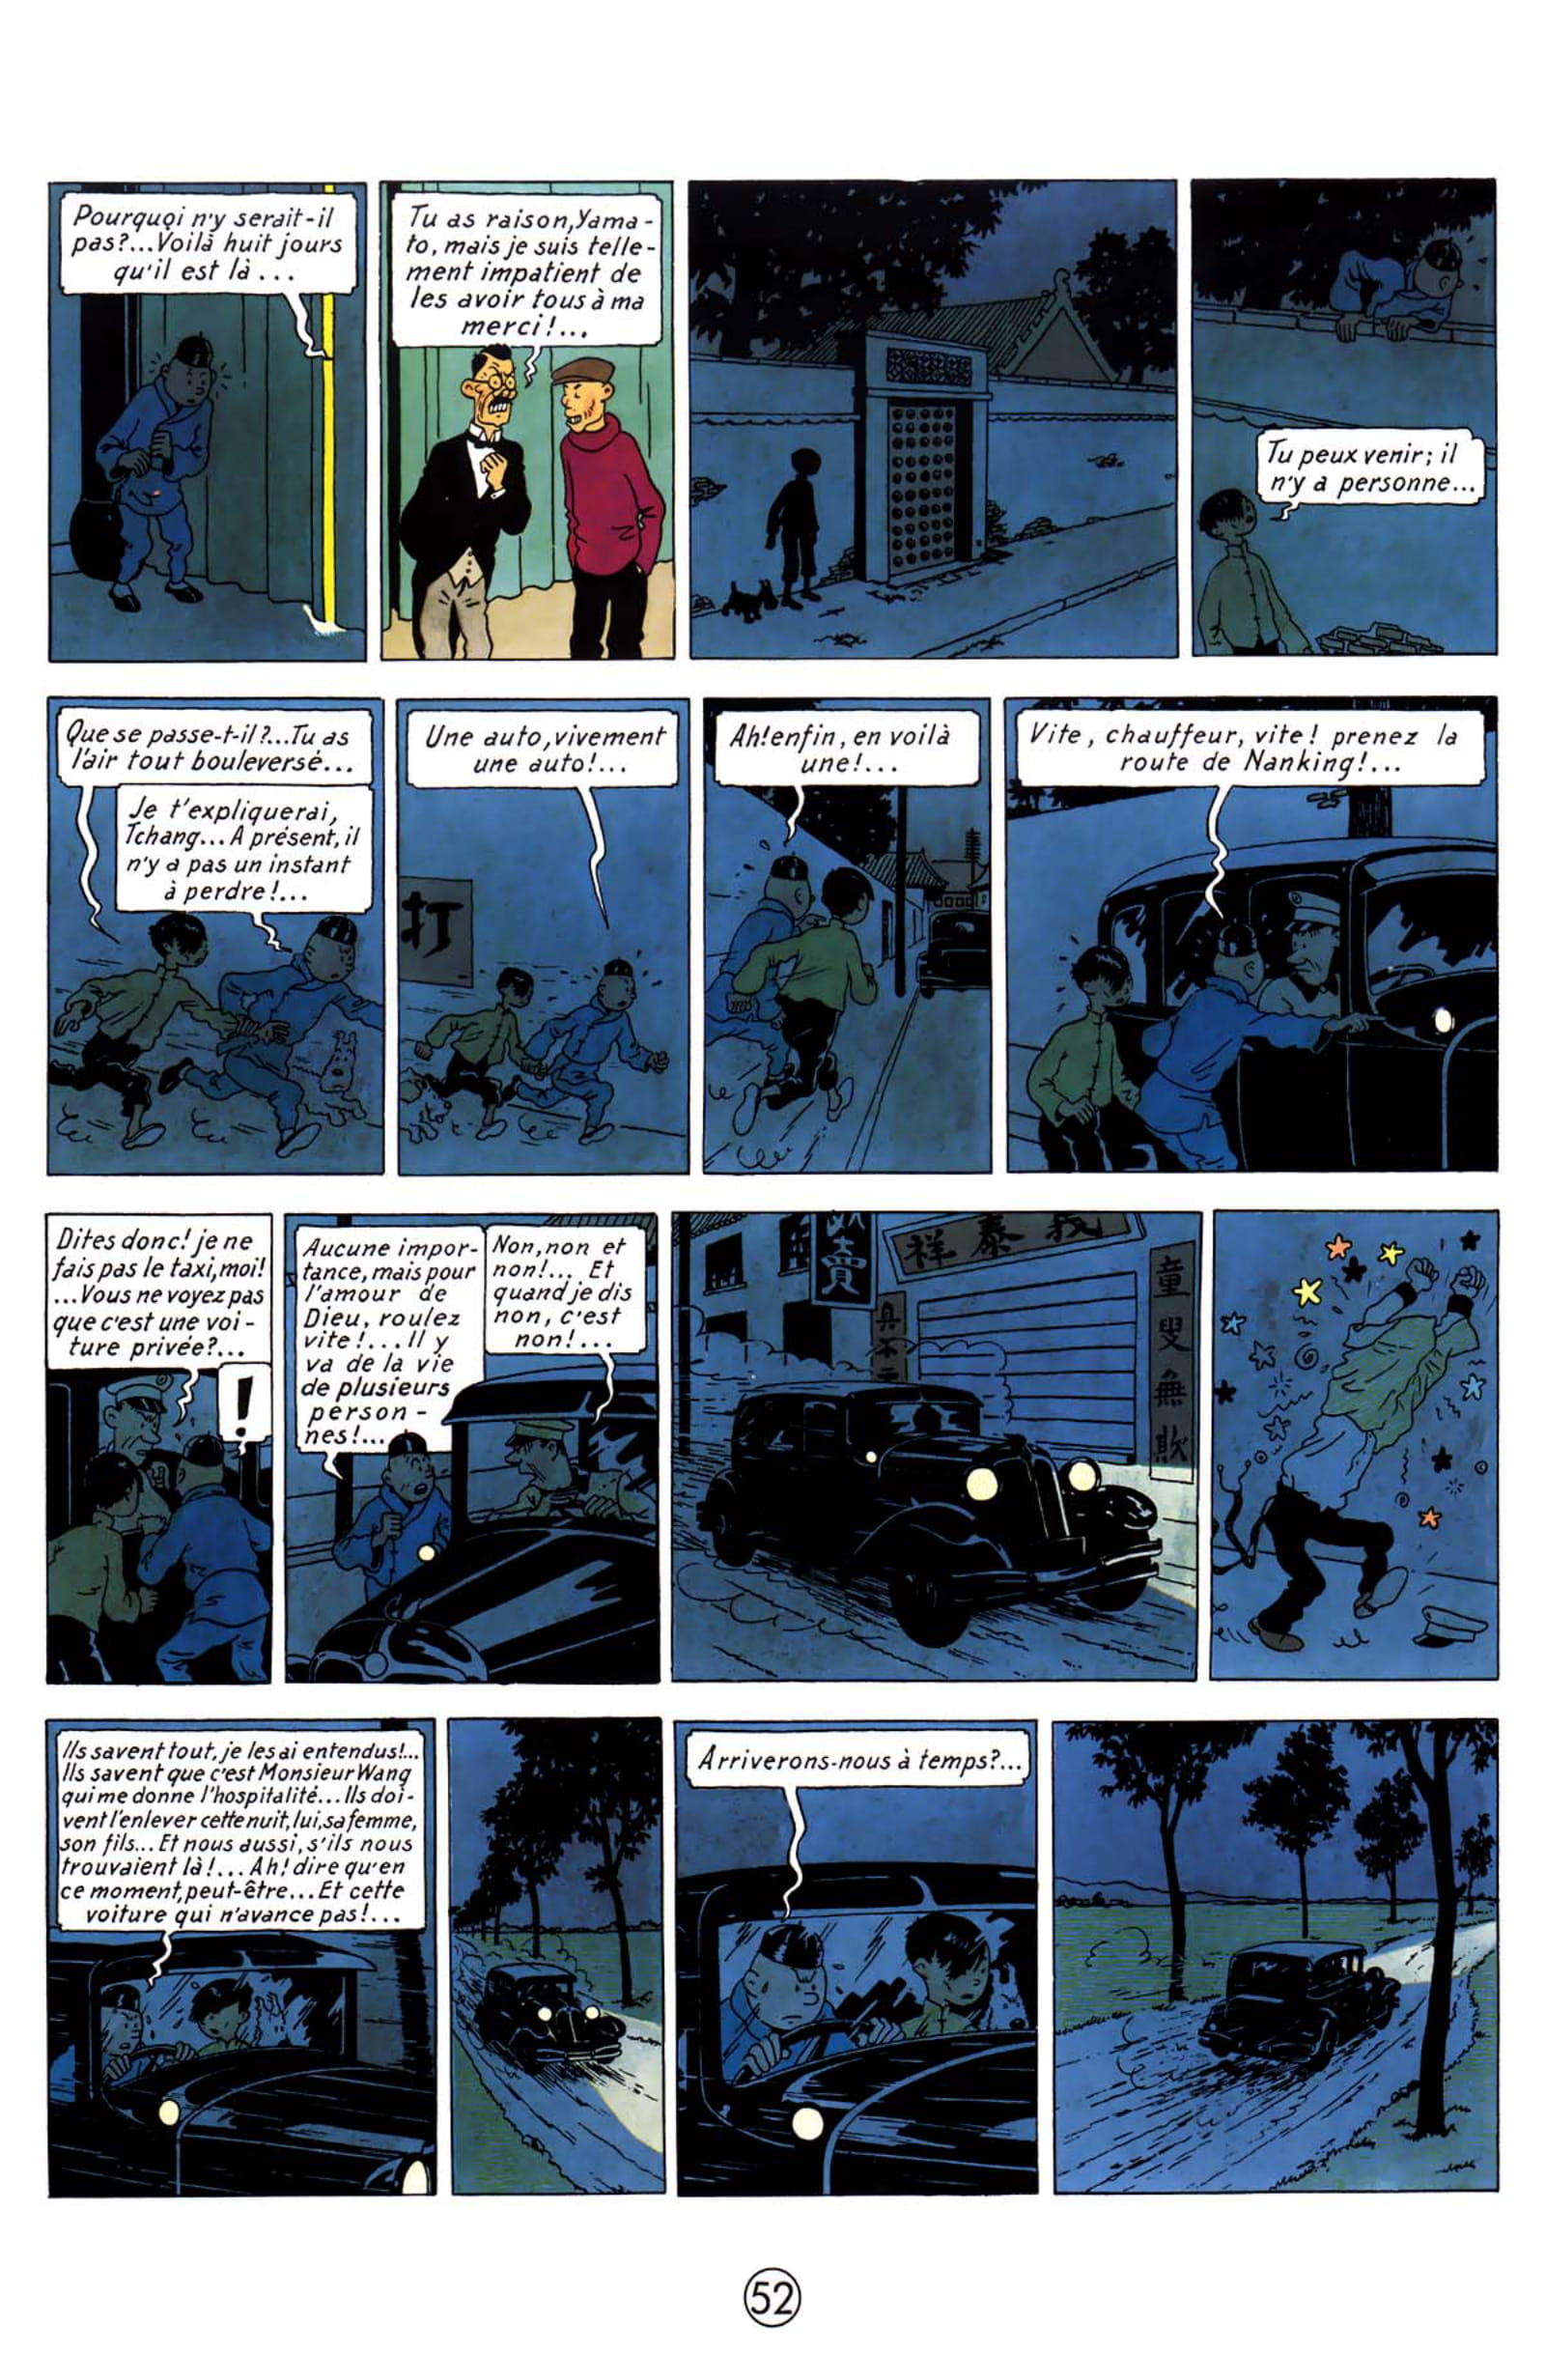 Pourquoi n'y serait-il
pas?...Voilà huit jours
qu'il est là...
Tu as raison, Yama-
to, mais je suis telle-
ment impatient de
les avoir tous à ma
merci!...
Tu peux venir; il
n'y a personne...
Que se passe-t-il?...Tu as
l'air tout bouleversé...
Je t'expliquerai,
Tchang...A présent, il
n'y a pas un instant
à perdre!...
Une auto, vivement
une auto!...
打
Ah! enfin, en voilà
une!...
Vite, chauffeur, vite! prenez la
route de Nanking!...
Dites donc! je ne
fais pas le taxi, moi!
...Vous ne voyez pas
que c'est une voi-
ture privée?...
!
Aucune impor-
tance, mais pour
l'amour de
Dieu, roulez
vite!...Il y
va de la vie
de plusieurs
person-
nes!...
Non, non et
non!... Et
quand je dis
non, c'est
non!...
賣
祥泰義
具不二
童叟無欺
Ils savent tout, je les ai entendus!...
Ils savent que c'est Monsieur Wang
qui me donne l'hospitalité...Ils doi-
vent l'enlever cette nuit, lui, sa femme,
son fils...Et nous aussi, s'ils nous
trouvaient là!...Ah! dire qu'en
ce moment, peut-être...Et cette
voiture qui n'avance pas!...
Arriverons-nous à temps?...
52